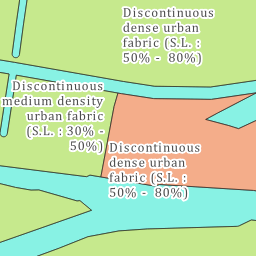 Discontinuous
dense urban
fabric (S.L. :
50% -  80%)
Discontinuous
medium density
urban fabric
(S.L. : 30% -
50%)
Discontinuous
dense urban
fabric (S.L. :
50% -  80%)